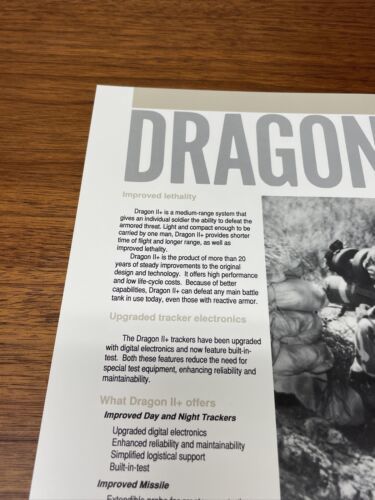 DRAGON
Improved lethality
Dragon II+ is a medium-range system that
gives an individual soldier the ability to defeat the
armored threat. Light and compact enough to be
carried by one man, Dragon II+ provides shorter
time of flight and longer range, as well as
improved lethality.
Dragon II+ is the product of more than 20
years of steady improvements to the original
design and technology. It offers high performance
and low life-cycle costs. Because of better
capabilities, Dragon II+ can defeat any main battle
tank in use today, even those with reactive armor.
Upgraded tracker electronics
The Dragon II+ trackers have been upgraded
with digital electronics and now feature built-in-
test. Both these features reduce the need for
special test equipment, enhancing reliability and
maintainability.
What Dragon II+ offers
Improved Day and Night Trackers
Upgraded digital electronics
Enhanced reliability and maintainability
Simplified logistical support
Built-in-test
Improved Missile
Extendible probe for